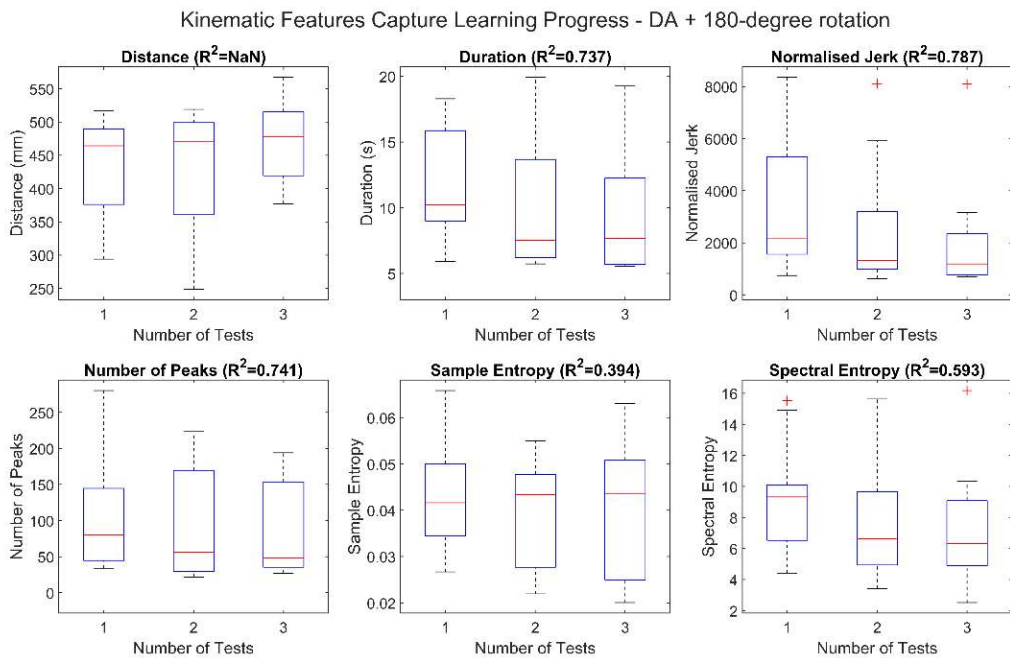 Kinematic Features Capture Learning Progress - DA + 180-degree rotation
Distance (R²=NaN)
550
500
450
400
350
300
250
Distance (mm)
1 2 3
Number of Tests
Duration (R²=0.737)
20
15
10
5
Duration (s)
1 2 3
Number of Tests
Normalised Jerk (R²=0.787)
8000
6000
4000
2000
0
Normalised Jerk
1 2 3
Number of Tests
Number of Peaks (R²=0.741)
250
200
150
100
50
0
Number of Peaks
1 2 3
Number of Tests
Sample Entropy (R²=0.394)
0.06
0.05
0.04
0.03
0.02
Sample Entropy
1 2 3
Number of Tests
Spectral Entropy (R²=0.593)
16
14
12
10
8
6
4
2
Spectral Entropy
1 2 3
Number of Tests